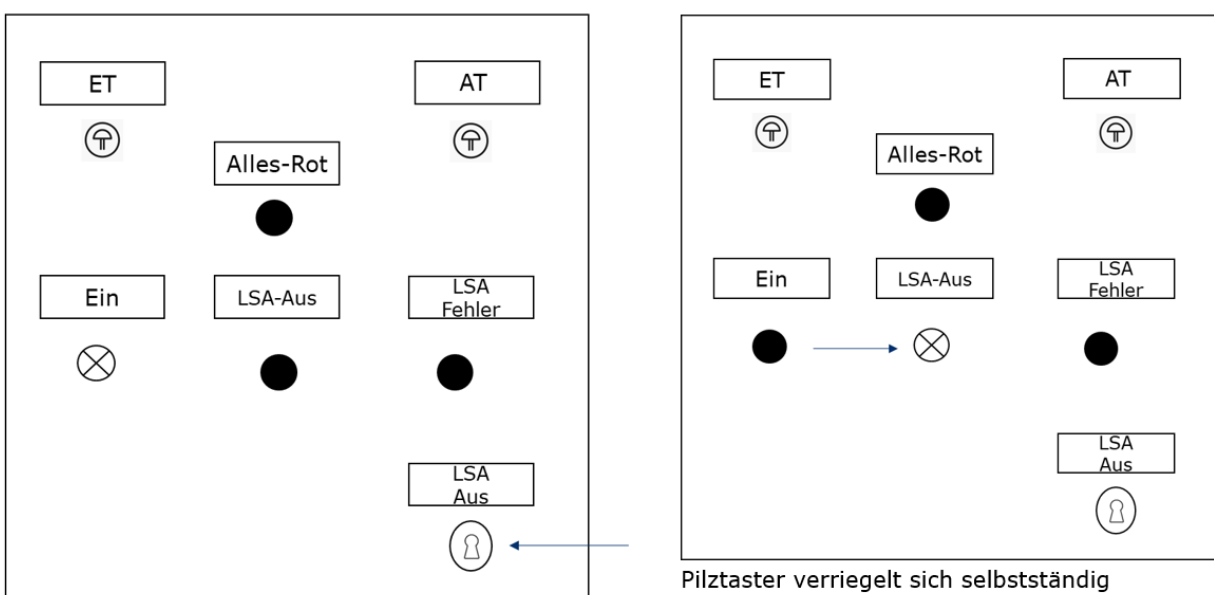 ET
AT
Alles-Rot
Ein
LSA-Aus
LSA
Fehler
LSA
Aus
ET
AT
Alles-Rot
Ein
LSA-Aus
LSA
Fehler
LSA
Aus
Pilztaster verriegelt sich selbstständig